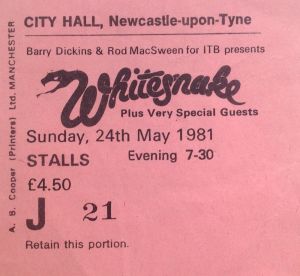 CITY HALL, Newcastle-upon-Tyne
Barry Dickins & Rod MacSween for ITB presents
Whitesnake
Plus Very Special Guests
Sunday, 24th May 1981
STALLS Evening 7-30
£4.50
J 21
Retain this portion.
A. B. Cooper (Printers) Ltd. MANCHESTER